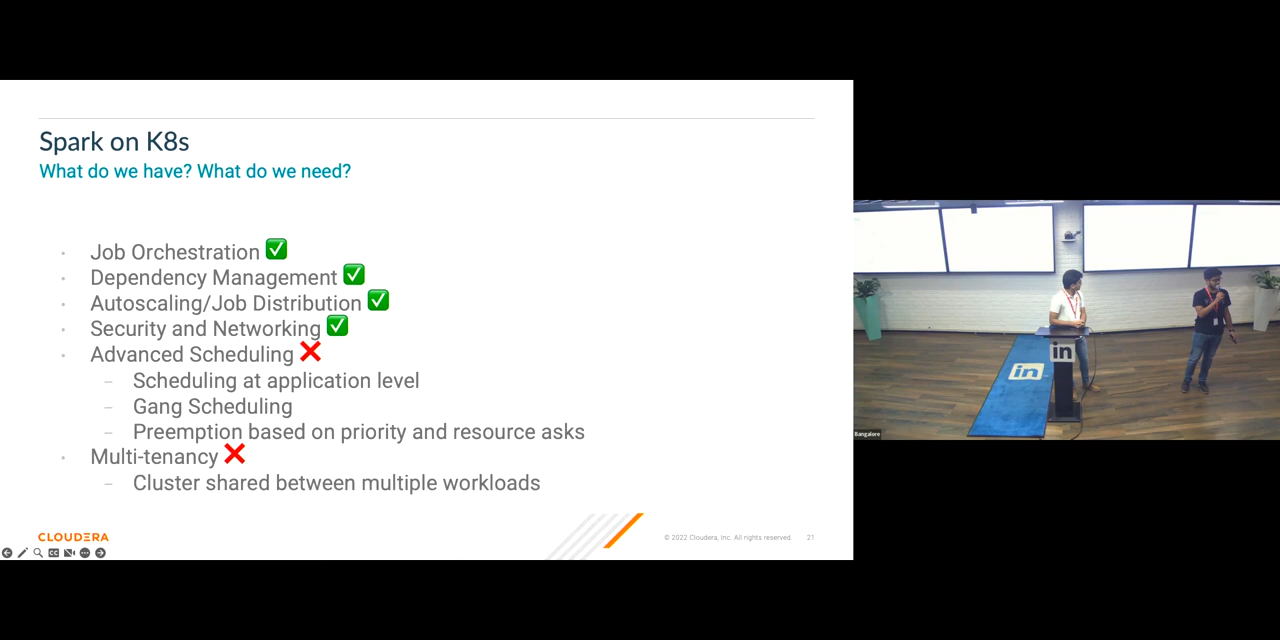 Spark on K8s
What do we have? What do we need?
· Job Orchestration ✅
· Dependency Management ✅
· Autoscaling/Job Distribution ✅
· Security and Networking ✅
· Advanced Scheduling ❌
– Scheduling at application level
– Gang Scheduling
– Preemption based on priority and resource asks
· Multi-tenancy ❌
– Cluster shared between multiple workloads
CLOUDERA
© 2022 Cloudera, Inc. All rights reserved. 21
in
in
Bangalore